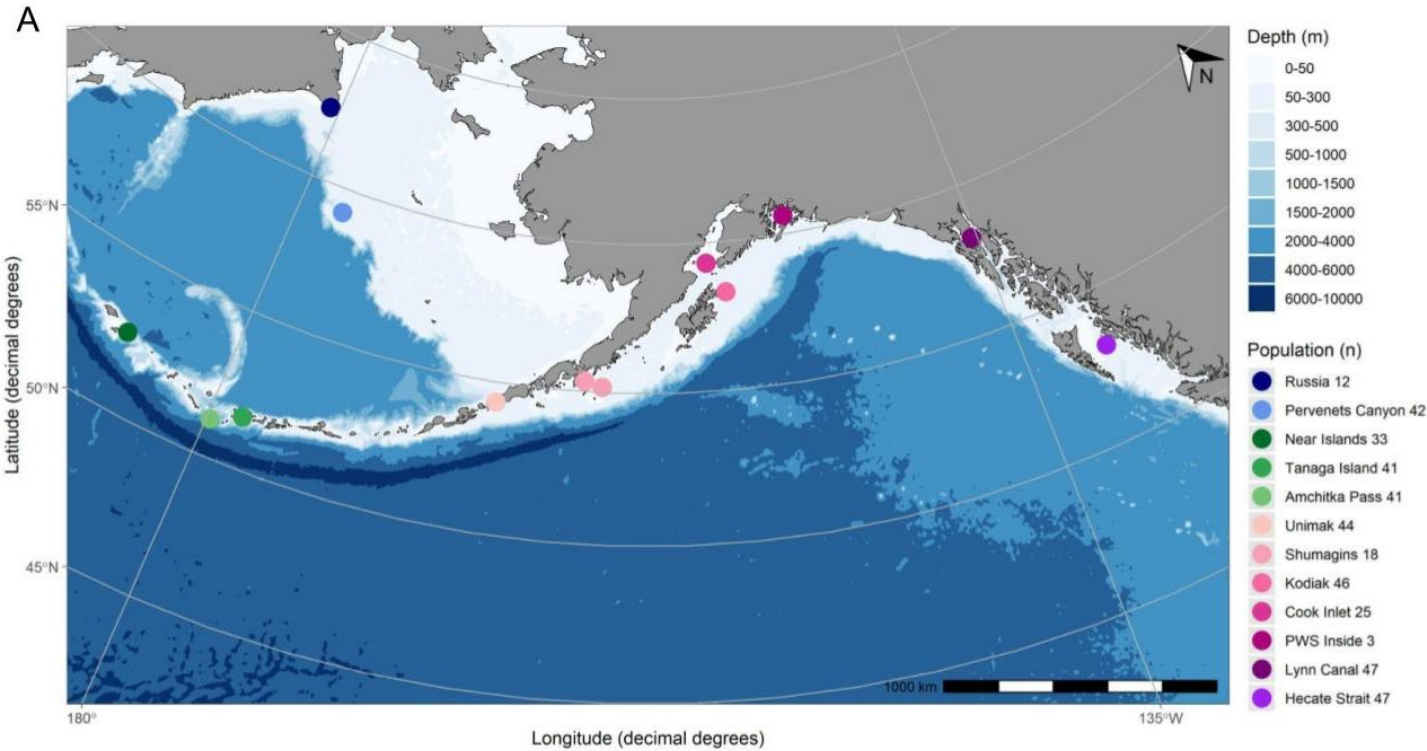 A
N
55°N
50°N
45°N
Latitude (decimal degrees)
180°
135°W
Longitude (decimal degrees)
1000 km
Depth (m)
0-50
50-300
300-500
500-1000
1000-1500
1500-2000
2000-4000
4000-6000
6000-10000
Population (n)
Russia 12
Pervenets Canyon 42
Near Islands 33
Tanaga Island 41
Amchitka Pass 41
Unimak 44
Shumagins 18
Kodiak 46
Cook Inlet 25
PWS Inside 3
Lynn Canal 47
Hecate Strait 47